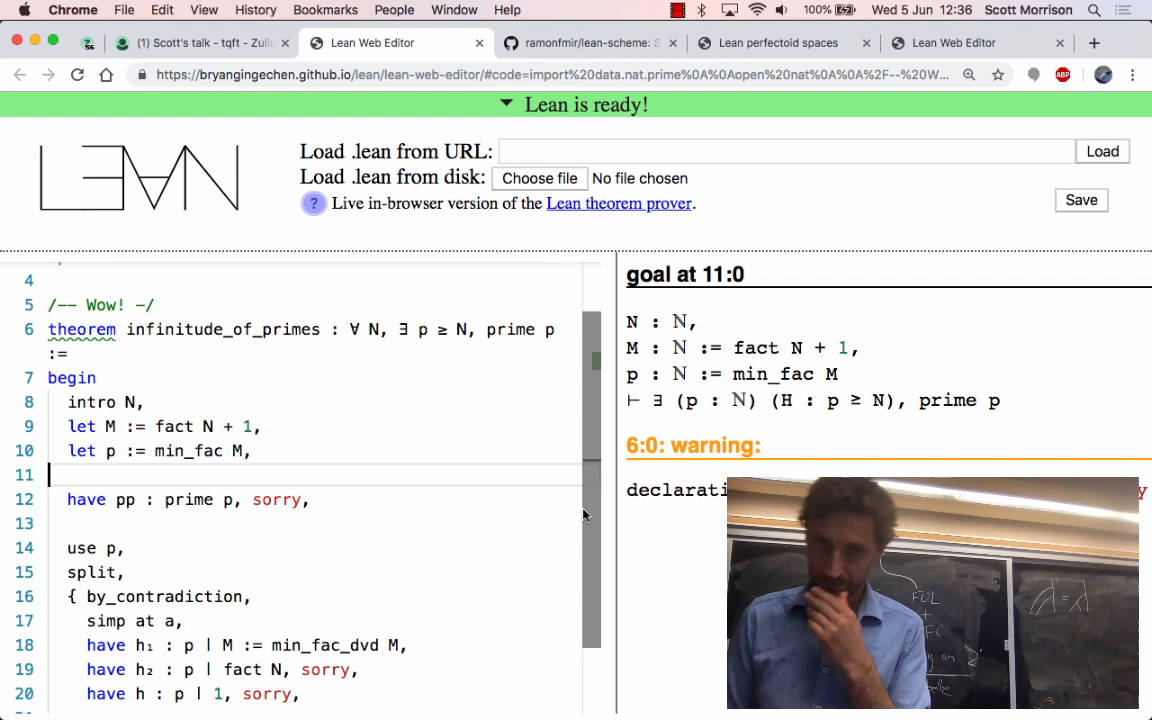 Chrome File Edit View History Bookmarks People Window Help 100% Wed 5 Jun 12:36 Scott Morrison
(1) Scott's talk - tqft - Zulip Lean Web Editor ramonfmir/lean-scheme: S Lean perfectoid spaces Lean Web Editor
https://bryangingechen.github.io/lean/lean-web-editor/#code=import%20data.nat.prime%0A%0Aopen%20nat%0A%0A%2F--%20W...
Lean is ready!
LEAN
Load .lean from URL: Load
Load .lean from disk: Choose file No file chosen
? Live in-browser version of the Lean theorem prover.
Save
4
5 /-- Wow! -/
6 theorem infinitude_of_primes : ∀ N, ∃ p ≥ N, prime p
:=
7 begin
8 intro N,
9 let M := fact N + 1,
10 let p := min_fac M,
11
12 have pp : prime p, sorry,
13
14 use p,
15 split,
16 { by_contradiction,
17 simp at a,
18 have h₁ : p ∣ M := min_fac_dvd M,
19 have h₂ : p ∣ fact N, sorry,
20 have h : p ∣ 1, sorry,
goal at 11:0
N : ℕ,
M : ℕ := fact N + 1,
p : ℕ := min_fac M
⊢ ∃ (p : ℕ) (H : p ≥ N), prime p
6:0: warning:
declarati
FOL
+